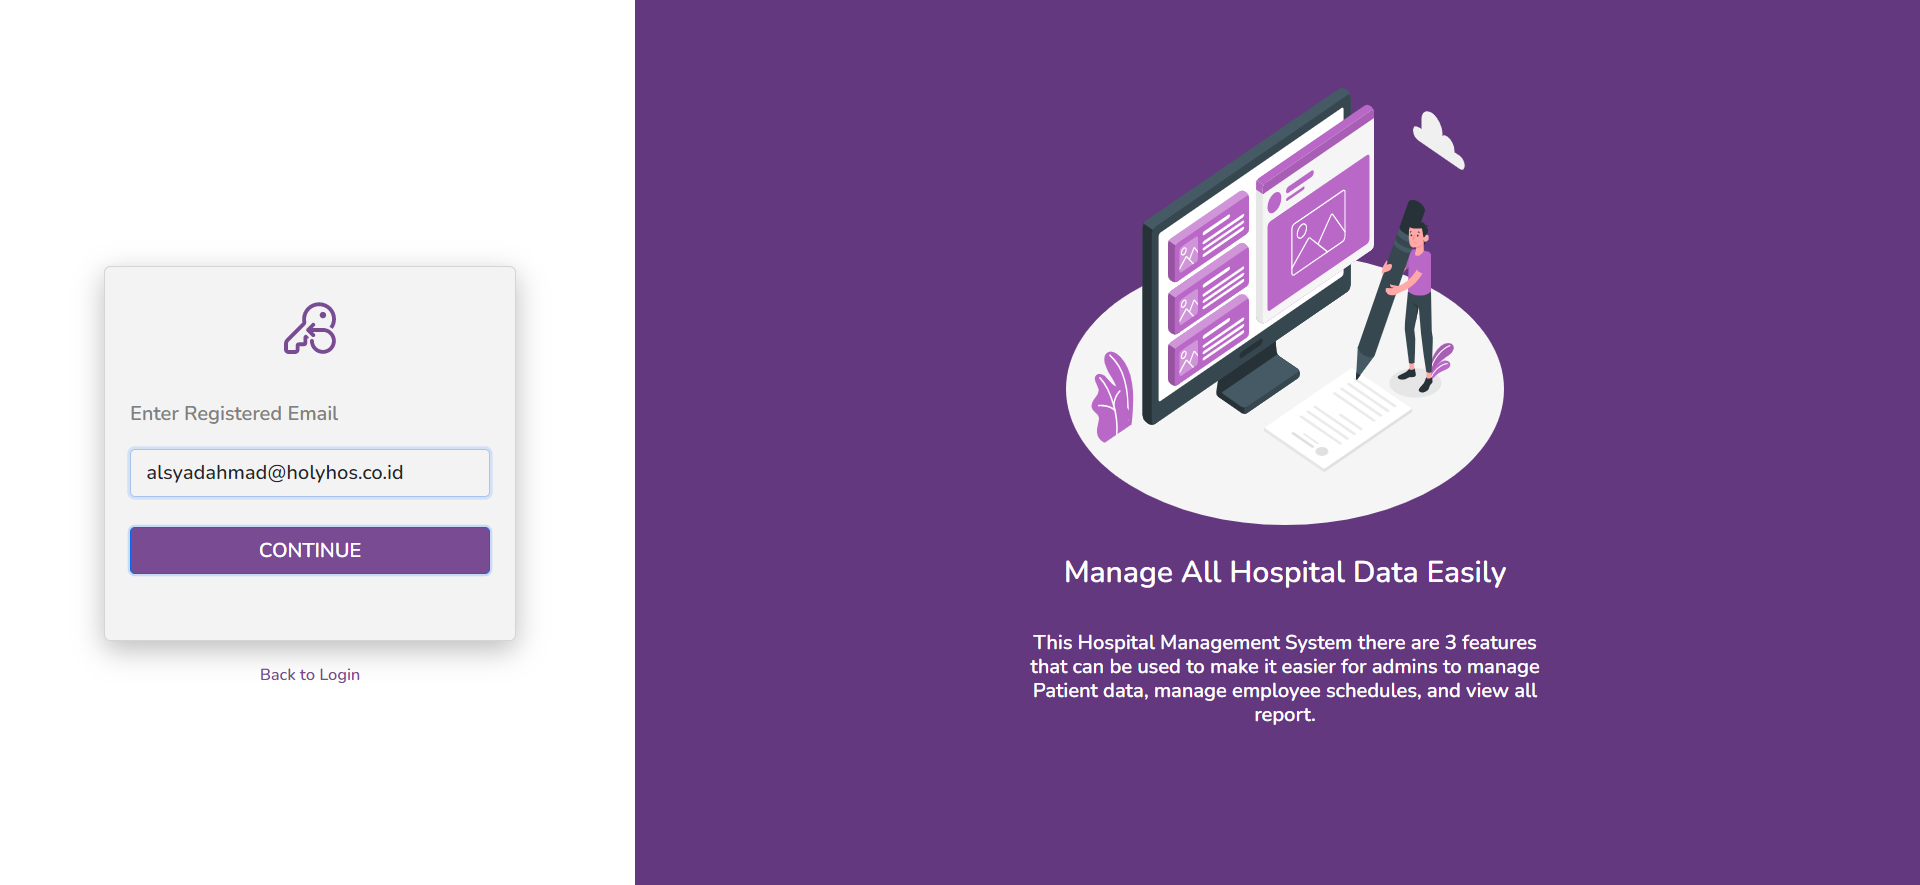 Enter Registered Email
alsyadahmad@holyhos.co.id
CONTINUE
Back to Login
Manage All Hospital Data Easily
This Hospital Management System there are 3 features
that can be used to make it easier for admins to manage
Patient data, manage employee schedules, and view all
report.